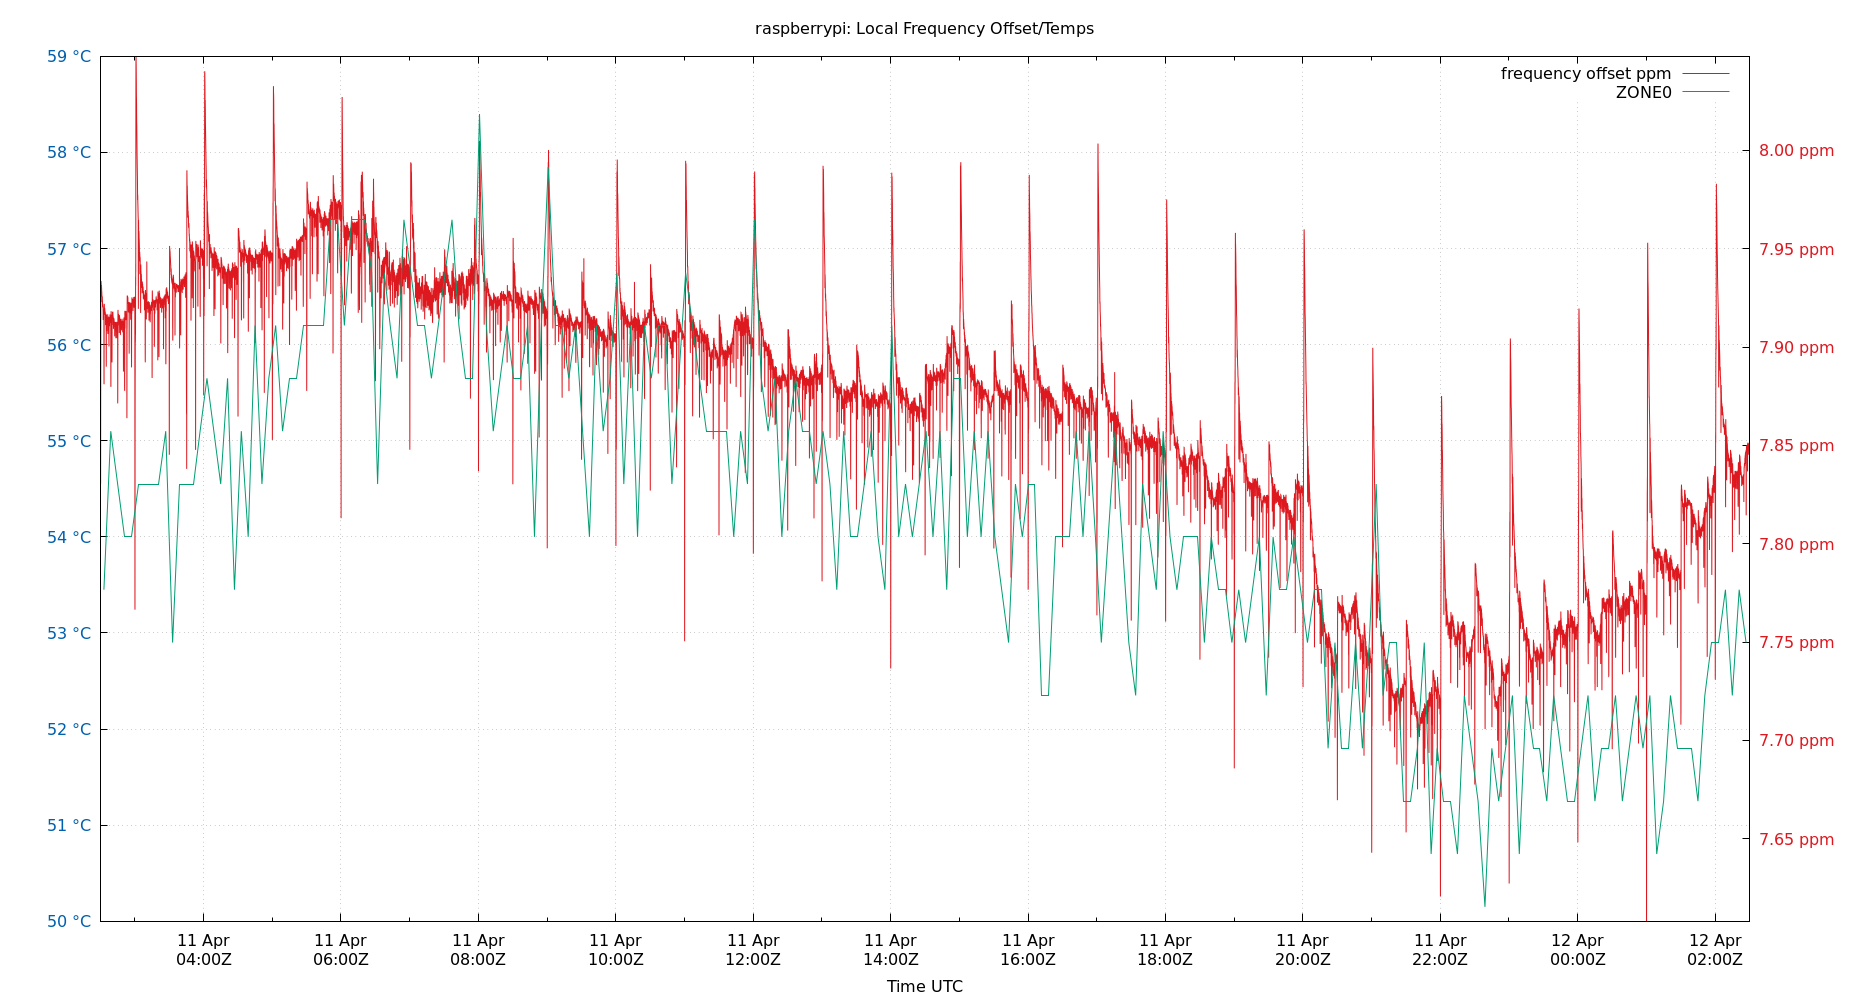 raspberrypi: Local Frequency Offset/Temps
frequency offset ppm
ZONE0
59 °C
58 °C
57 °C
56 °C
55 °C
54 °C
53 °C
52 °C
51 °C
50 °C
8.00 ppm
7.95 ppm
7.90 ppm
7.85 ppm
7.80 ppm
7.75 ppm
7.70 ppm
7.65 ppm
11 Apr
04:00Z
11 Apr
06:00Z
11 Apr
08:00Z
11 Apr
10:00Z
11 Apr
12:00Z
11 Apr
14:00Z
11 Apr
16:00Z
11 Apr
18:00Z
11 Apr
20:00Z
11 Apr
22:00Z
12 Apr
00:00Z
12 Apr
02:00Z
Time UTC